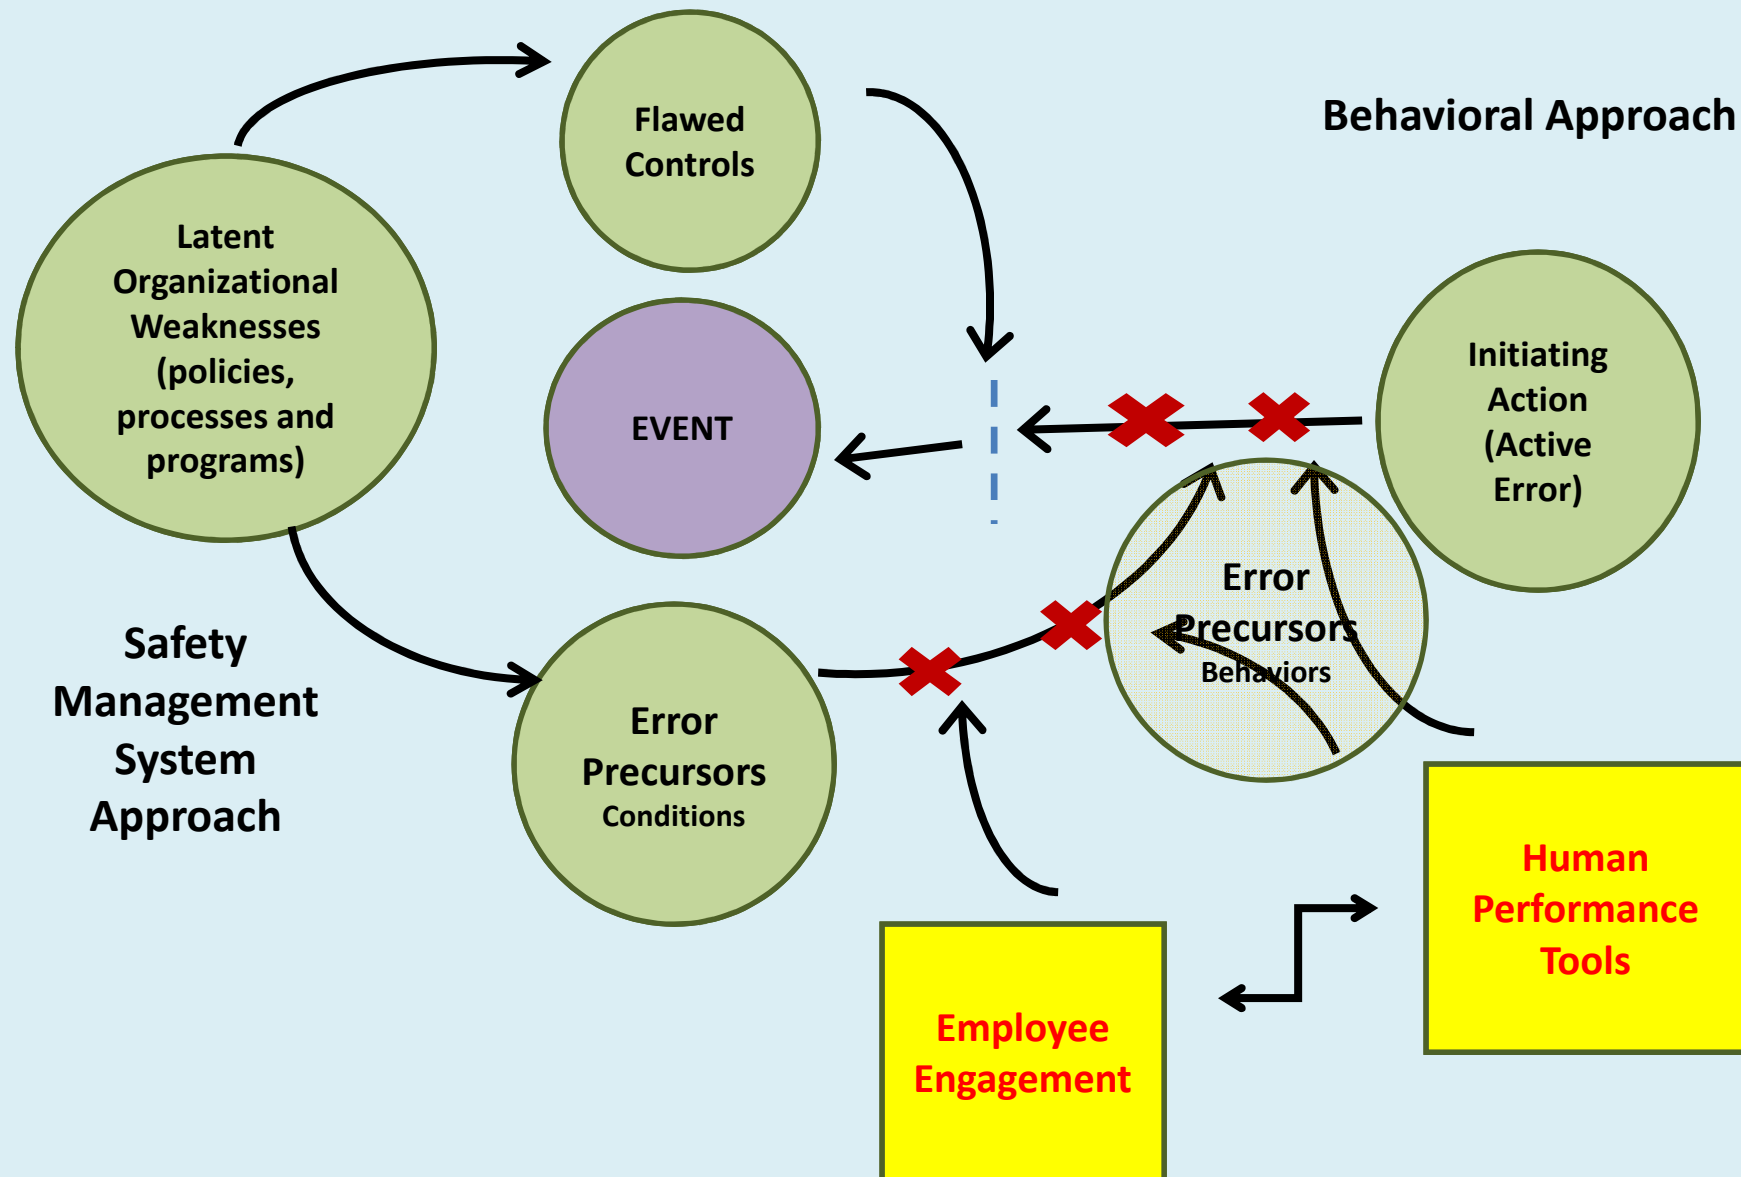 Flawed
Controls
Behavioral Approach
Latent
Organizational
Weaknesses
(policies,
processes and
programs)
EVENT
Initiating
Action
(Active
Error)
Error
Precursors
Behaviors
Safety
Management
System
Approach
Error
Precursors
Conditions
Human
Performance
Tools
Employee
Engagement